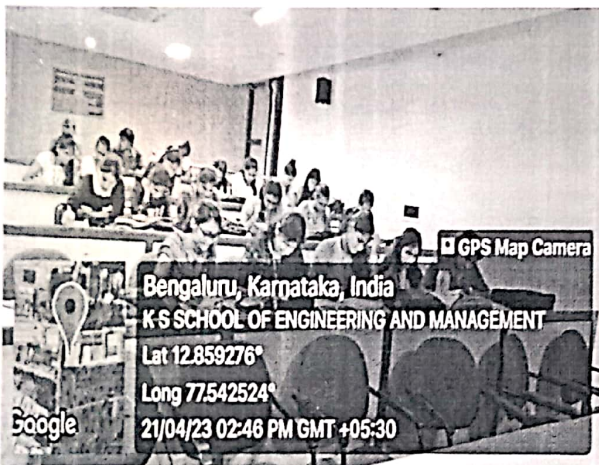 GPS Map Camera
Bengaluru, Karnataka, India
K S SCHOOL OF ENGINEERING AND MANAGEMENT
Lat 12.859276°
Long 77.542524°
21/04/23 02:46 PM GMT +05:30
Google